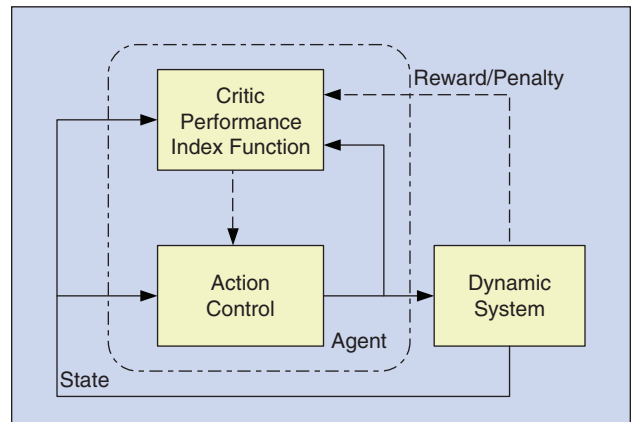 Reward/Penalty
Critic
Performance
Index Function
Action
Control
Dynamic
System
Agent
State